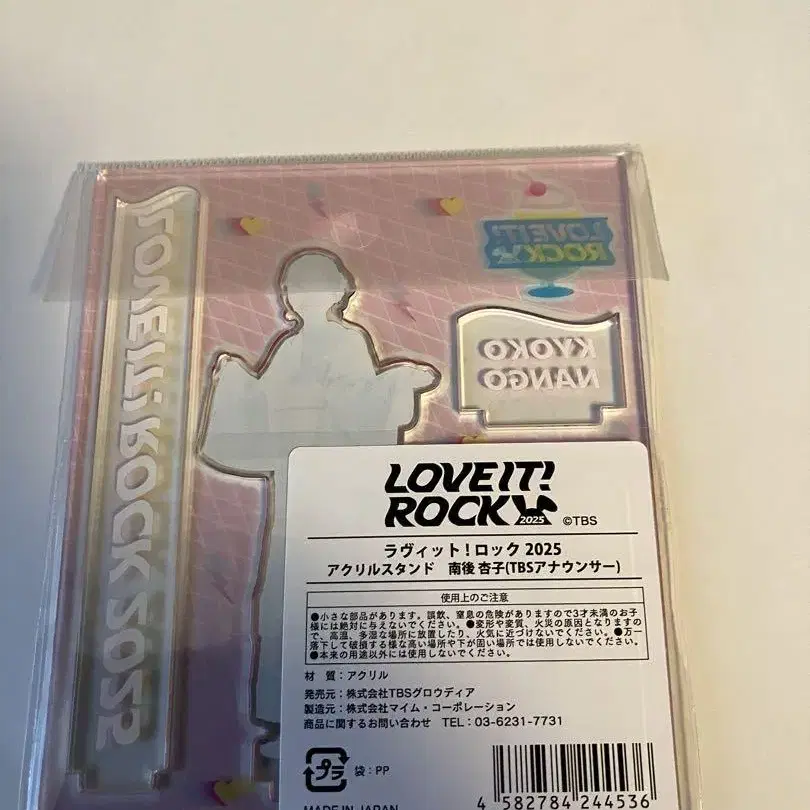 LOVEIT! ROCK 2025
LOVEIT!
ROCK
KYOKO
NANGO
LOVE IT!
ROCK 2025 ©TBS
ラヴィット！ロック 2025
アクリルスタンド 南後 杏子(TBSアナウンサー)
使用上のご注意
●小さな部品があります。誤飲、窒息の危険がありますので3才未満のお子
様には絶対に与えないでください。●変形や変質、火災の原因となりますの
で、高温、多湿な場所に放置したり、火気に近づけないでください。●万一
落下して破損する様な高い場所や下が固い場所では使用しないでください。
●本来の用途以外には使用しないでください。
材 質：アクリル
発売元：株式会社TBSグロウディア
製造元：株式会社マイム・コーポレーション
商品に関するお問い合わせ TEL：03-6231-7731
プラ 袋：PP
MADE IN JAPAN
4 582784 244536